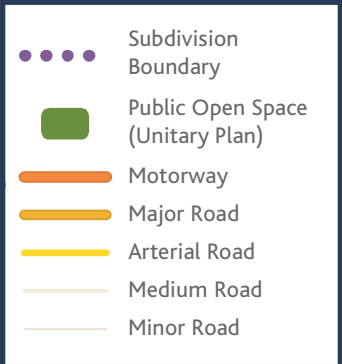 Subdivision
Boundary
Public Open Space
(Unitary Plan)
Motorway
Major Road
Arterial Road
Medium Road
Minor Road